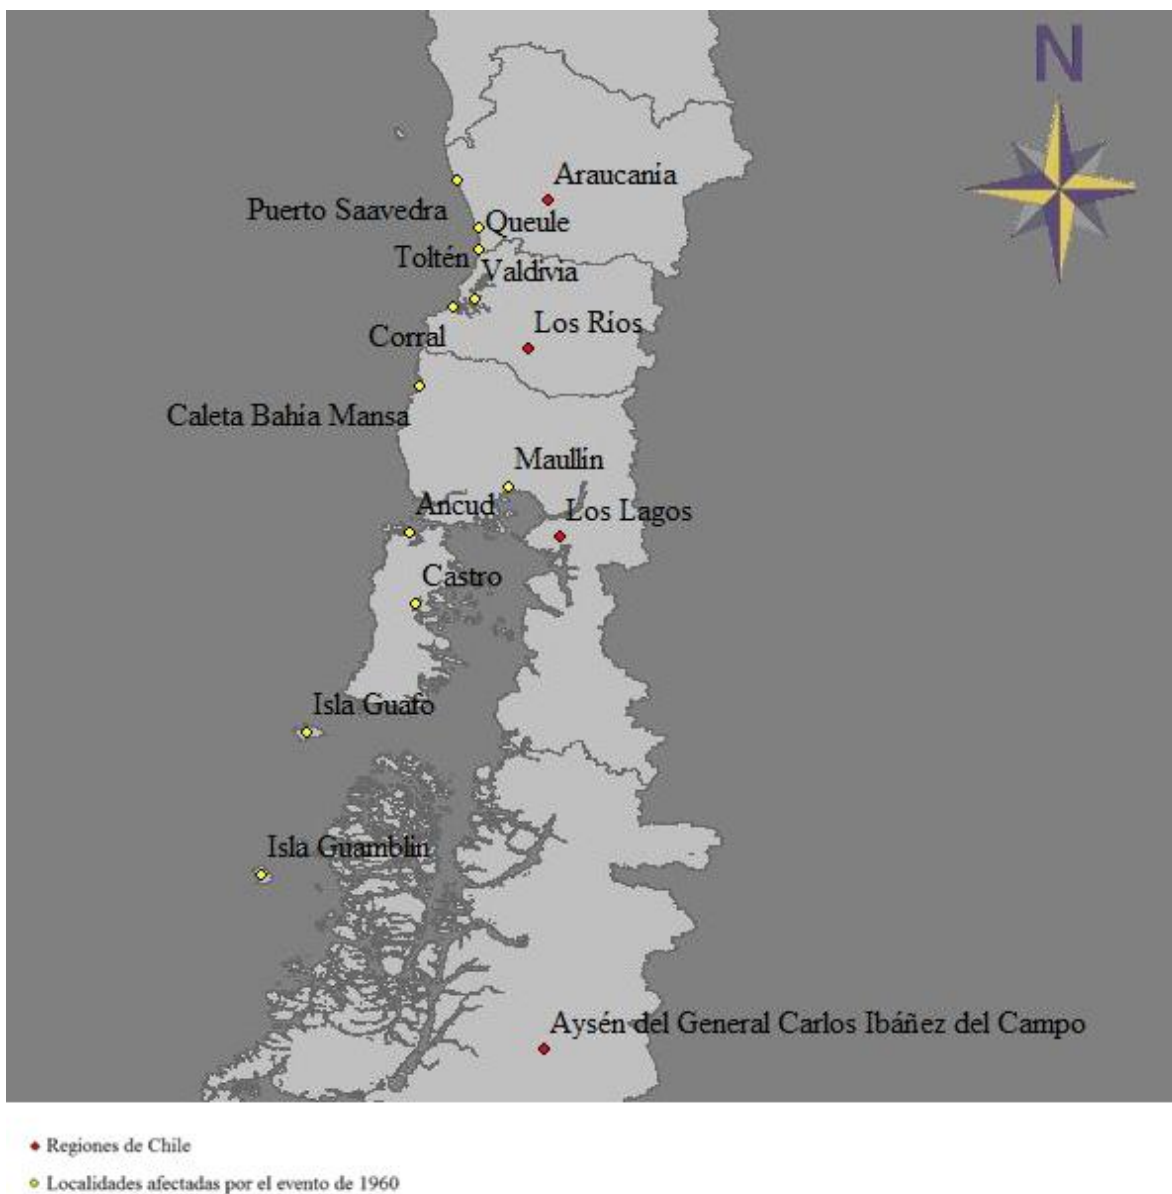 N
Araucanía
Puerto Saavedra
Queule
Toltén
Valdivia
Los Ríos
Corral
Caleta Bahía Mansa
Maullín
Ancud
Los Lagos
Castro
Isla Guafo
Isla Guamblin
Aysén del General Carlos Ibáñez del Campo
Regiones de Chile
Localidades afectadas por el evento de 1960